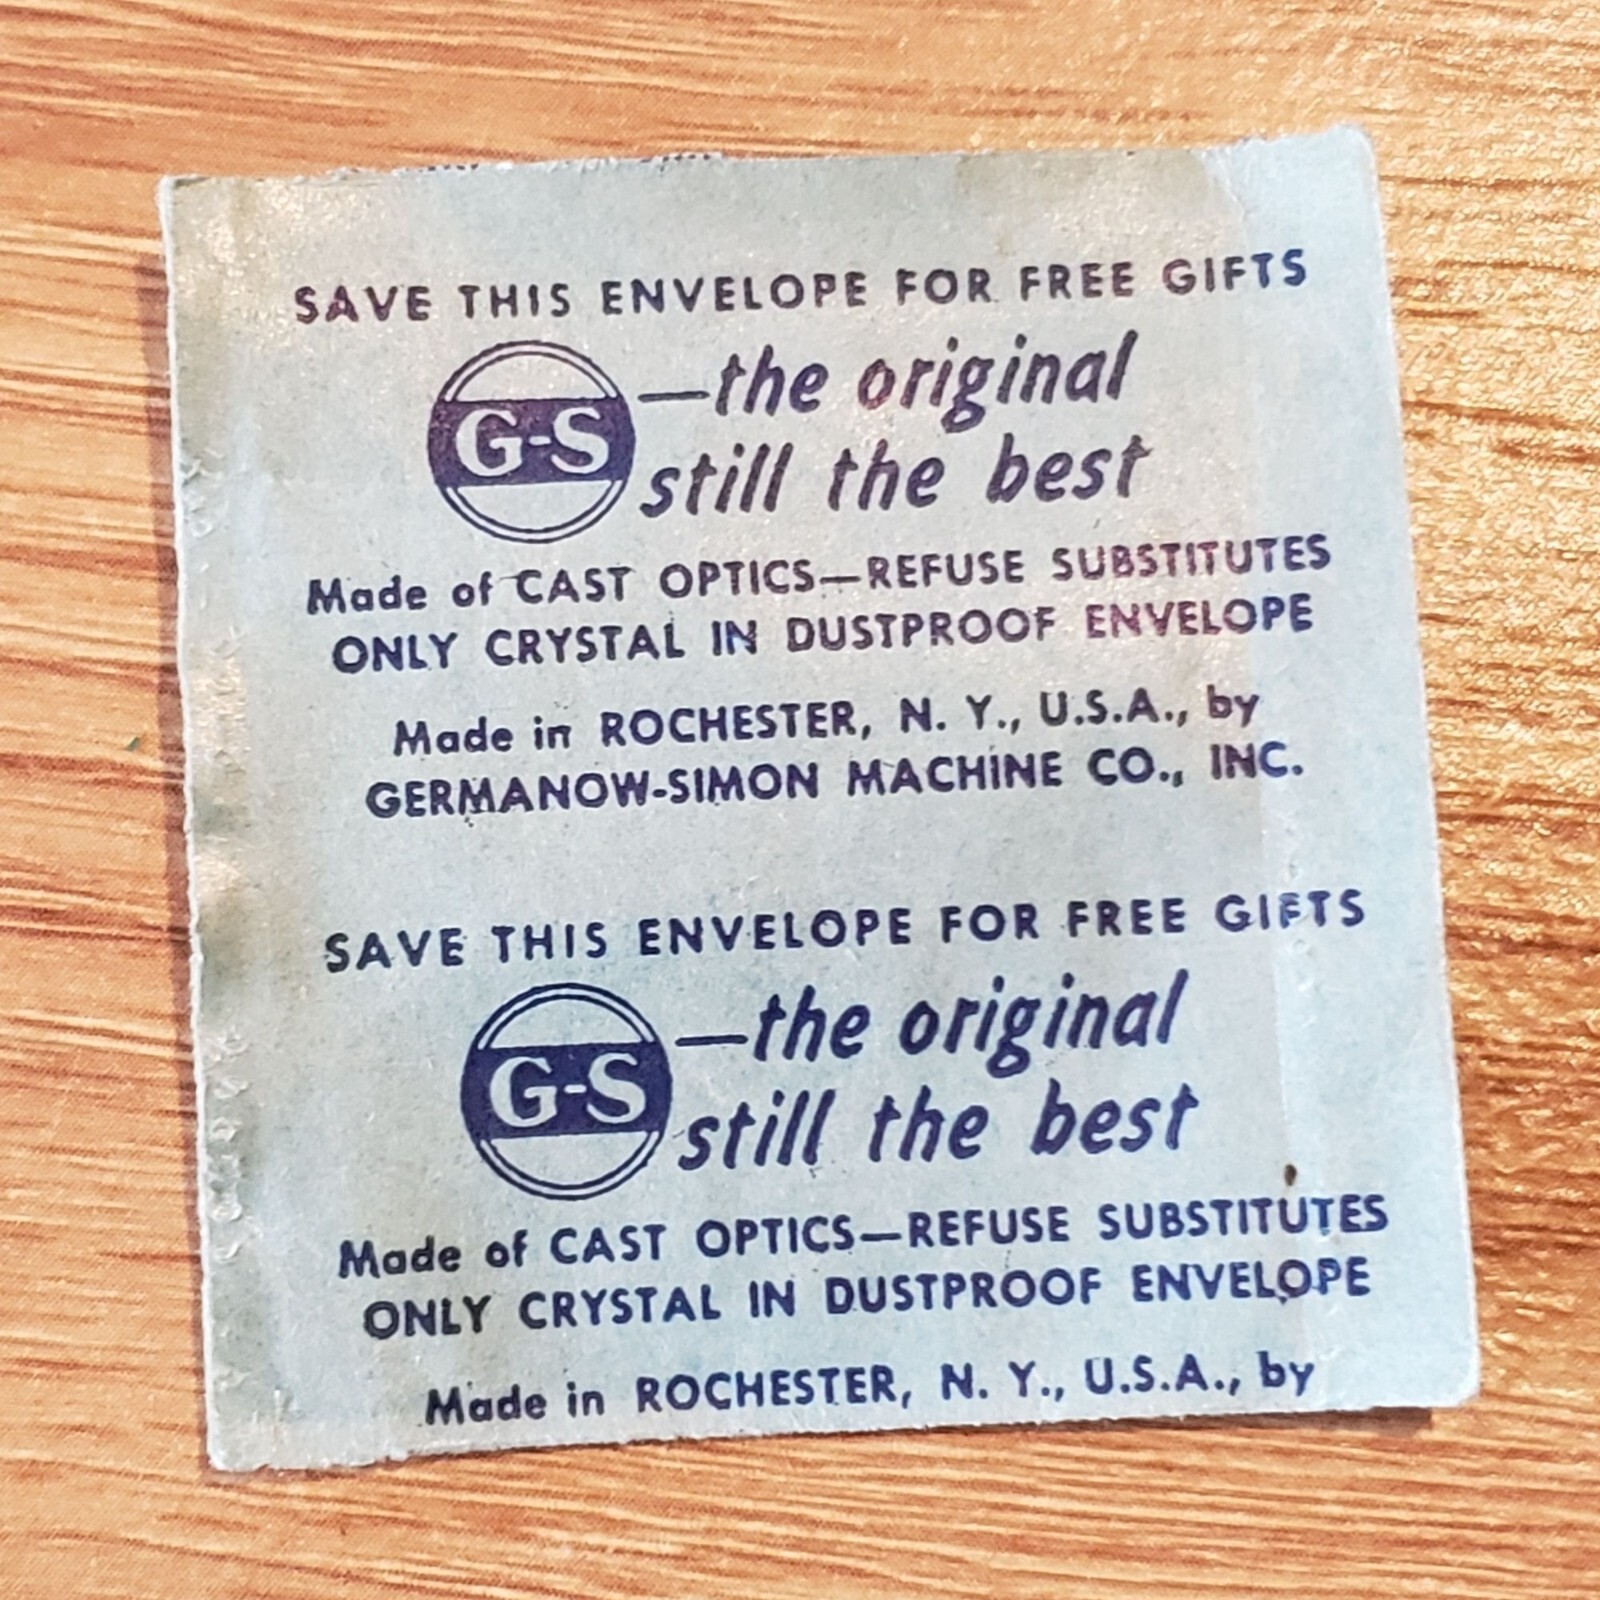 SAVE THIS ENVELOPE FOR FREE GIFTS
G-S —the original
still the best
Made of CAST OPTICS—REFUSE SUBSTITUTES
ONLY CRYSTAL IN DUSTPROOF ENVELOPE
Made in ROCHESTER, N. Y., U.S.A., by
GERMANOW-SIMON MACHINE CO., INC.
SAVE THIS ENVELOPE FOR FREE GIFTS
G-S —the original
still the best
Made of CAST OPTICS—REFUSE SUBSTITUTES
ONLY CRYSTAL IN DUSTPROOF ENVELOPE
Made in ROCHESTER, N. Y., U.S.A., by